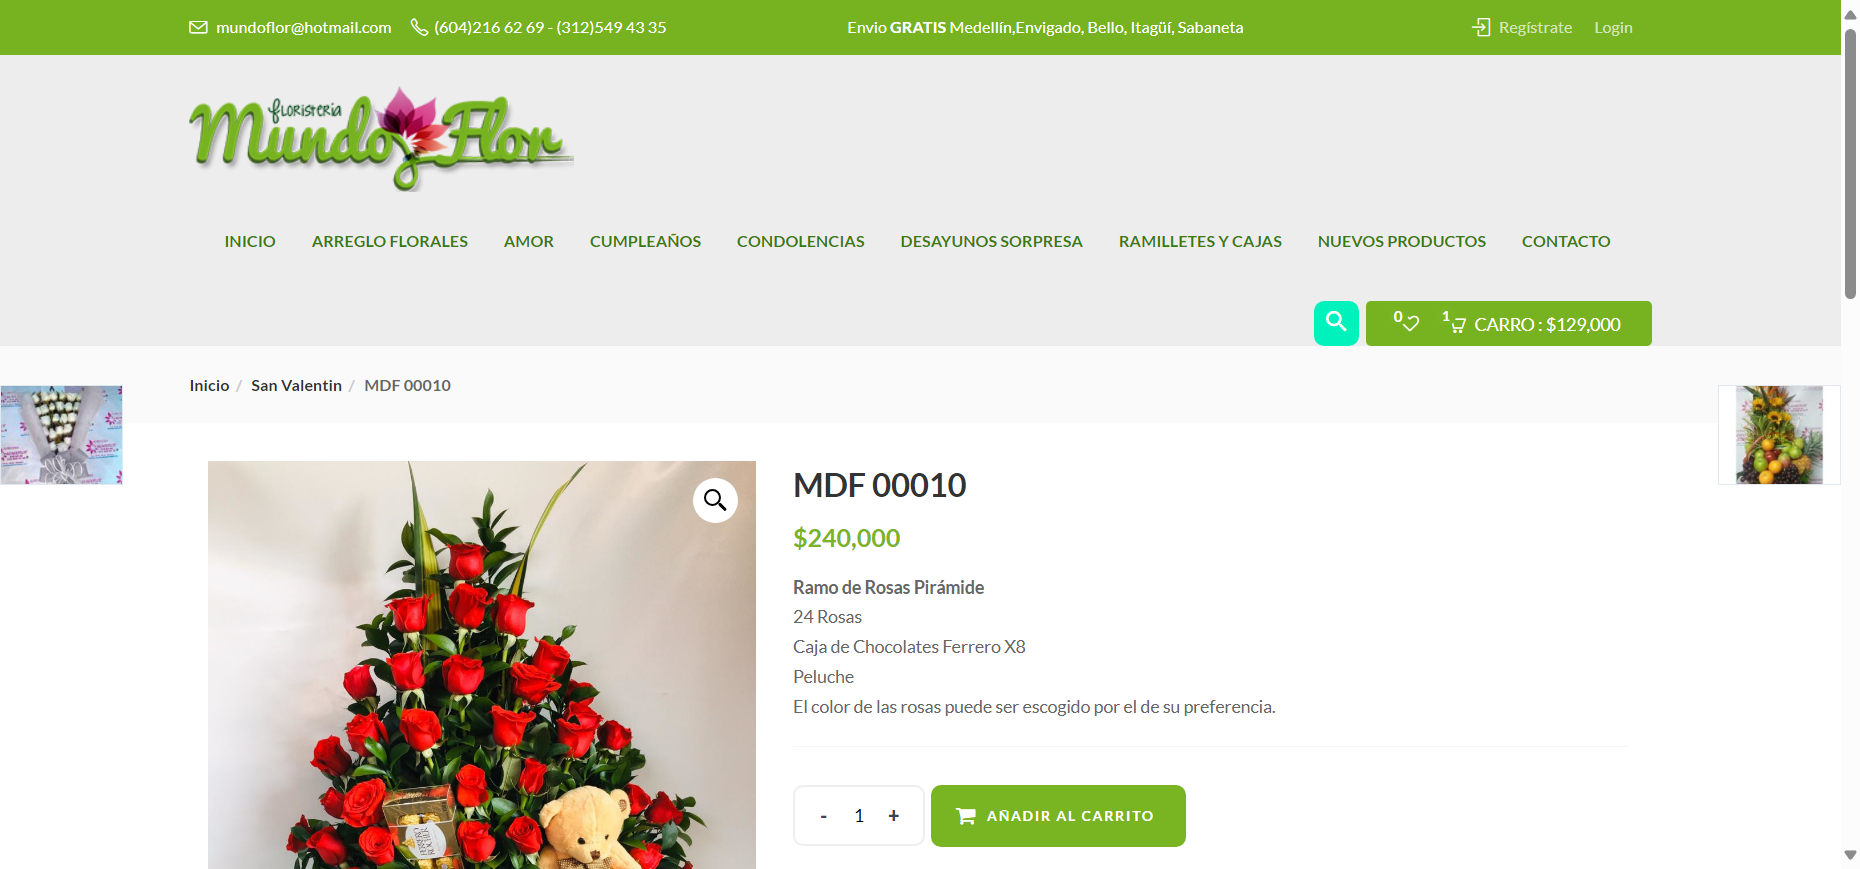 mundoflor@hotmail.com (604)216 62 69 - (312)549 43 35 Envio GRATIS Medellín,Envigado, Bello, Itagüí, Sabaneta Regístrate Login
floristeria
Mundo Flor
INICIO ARREGLO FLORALES AMOR CUMPLEAÑOS CONDOLENCIAS DESAYUNOS SORPRESA RAMILLETES Y CAJAS NUEVOS PRODUCTOS CONTACTO
0 1 CARRO : $129,000
Inicio / San Valentin / MDF 00010
MDF 00010
$240,000
Ramo de Rosas Pirámide
24 Rosas
Caja de Chocolates Ferrero X8
Peluche
El color de las rosas puede ser escogido por el de su preferencia.
- 1 + AÑADIR AL CARRITO